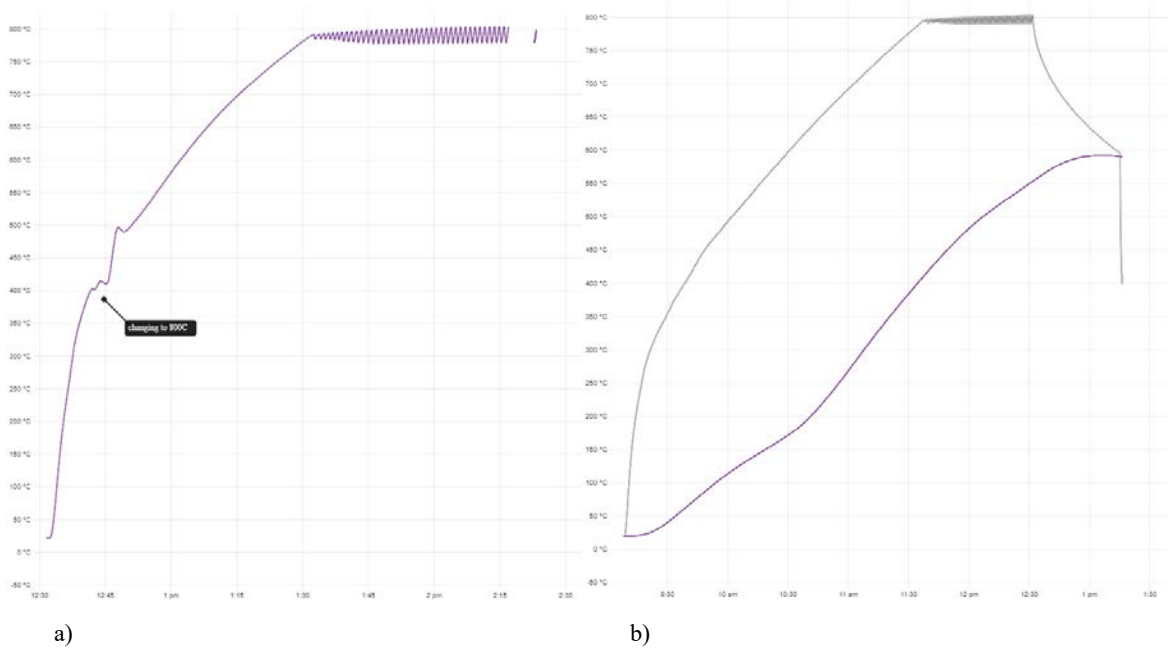 800 °C
750 °C
700 °C
650 °C
600 °C
550 °C
500 °C
450 °C
400 °C
350 °C
300 °C
250 °C
200 °C
150 °C
100 °C
50 °C
0 °C
-50 °C
changing to 800C
12:30 12:45 1 pm 1:15 1:30 1:45 2 pm 2:15 2:30
a)
800 °C
750 °C
700 °C
650 °C
600 °C
550 °C
500 °C
450 °C
400 °C
350 °C
300 °C
250 °C
200 °C
150 °C
100 °C
50 °C
0 °C
-50 °C
9:30 10 am 10:30 11 am 11:30 12 pm 12:30 1 pm 1:30
b)